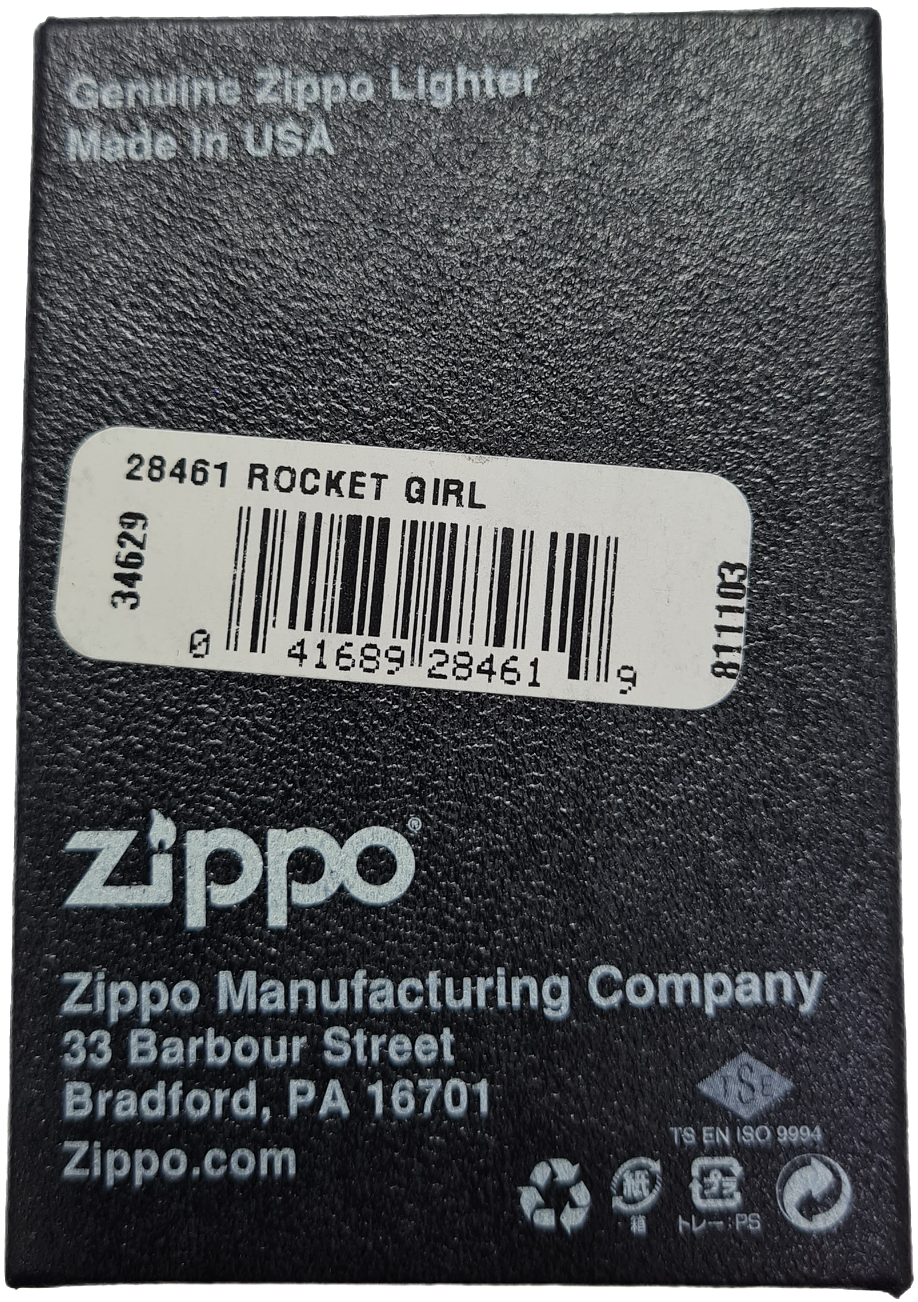 Genuine Zippo Lighter
Made in USA
28461 ROCKET GIRL
34629
811103
0 41689 28461 9
zippo®
Zippo Manufacturing Company
33 Barbour Street
Bradford, PA 16701
Zippo.com
TSE
TS EN ISO 9994
紙
箱
プラ
トレー:PS